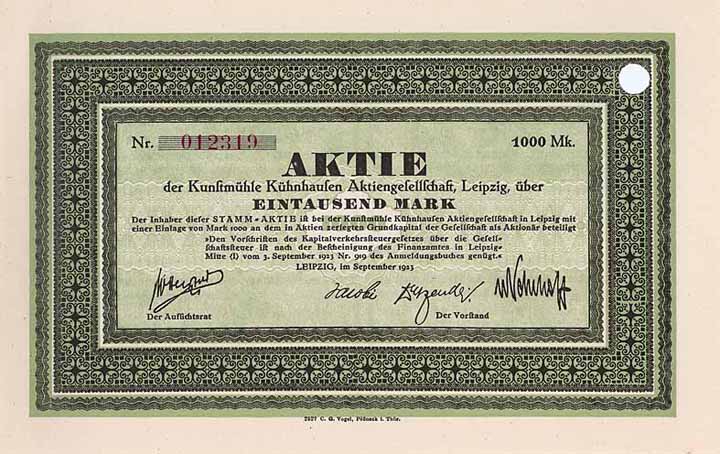 Nr. 012319 1000 Mk.
AKTIE
der Kunstmühle Kühnhausen Aktiengesellschaft, Leipzig, über
EINTAUSEND MARK
Der Inhaber dieser STAMM-AKTIE ist bei der Kunstmühle Kühnhausen Aktiengesellschaft in Leipzig mit
einer Einlage von Mark 1000 an dem in Aktien zerlegten Grundkapital der Gesellschaft als Aktionär beteiligt
»Den Vorschriften des Kapitalverkehrssteuergesetzes über die Gesell-
schaftssteuer ist nach der Bescheinigung des Finanzamtes in Leipzig-
Mitte (I) vom 3. September 1923 Nr. 919 des Anmeldungsbuches genügt.«
LEIPZIG, im September 1923
Jacobi
Der Aufsichtsrat Der Vorstand
2527 C. G. Vogel, Pößneck i. Thür.